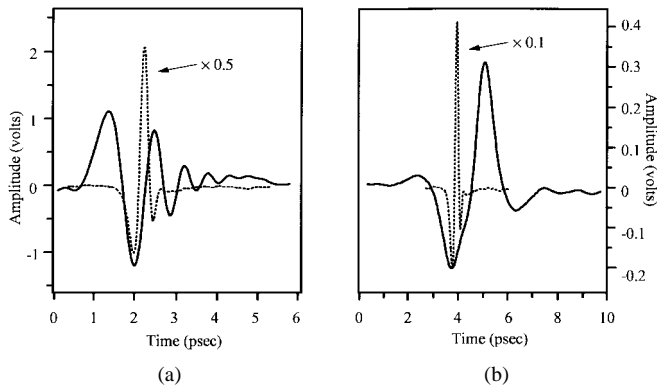 2
1
0
-1
Amplitude (volts)
× 0.5
0 1 2 3 4 5 6
Time (psec)
(a)
× 0.1
0.4
0.3
0.2
0.1
0
-0.1
-0.2
Amplitude (volts)
0 2 4 6 8 10
Time (psec)
(b)